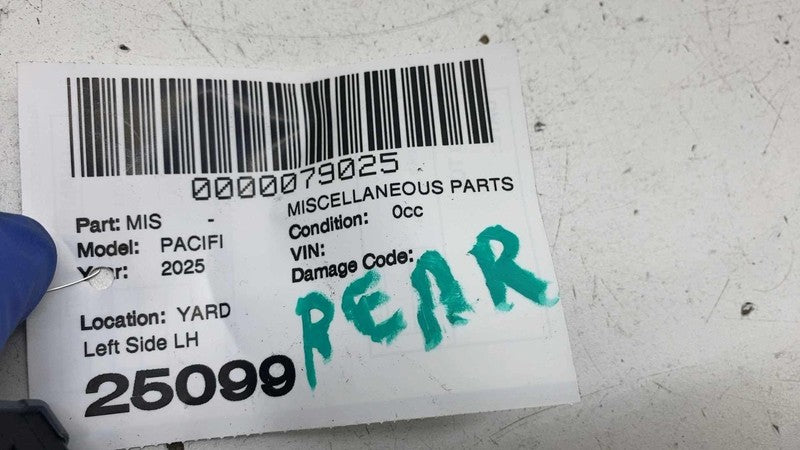 0000079025
Part: MIS - MISCELLANEOUS PARTS
Model: PACIFI Condition: 0cc
Year: 2025 VIN:
Damage Code:
Location: YARD
Left Side LH
25099
REAR